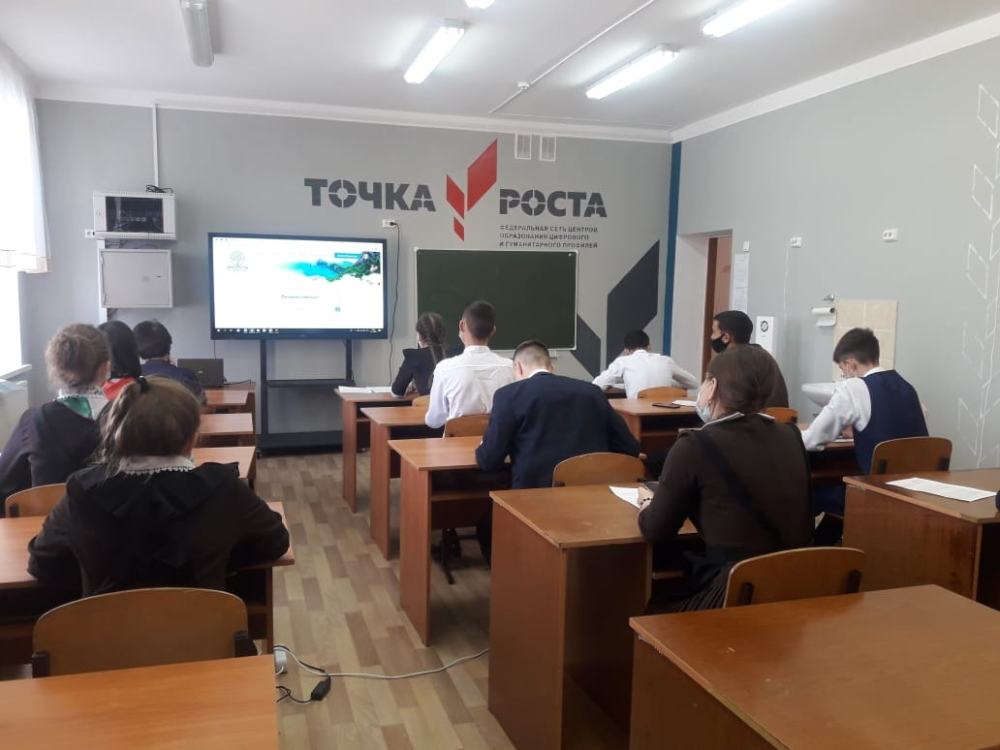 ТОЧКА РОСТА
ФЕДЕРАЛЬНАЯ СЕТЬ ЦЕНТРОВ
ОБРАЗОВАНИЯ ЦИФРОВОГО
И ГУМАНИТАРНОГО ПРОФИЛЕЙ